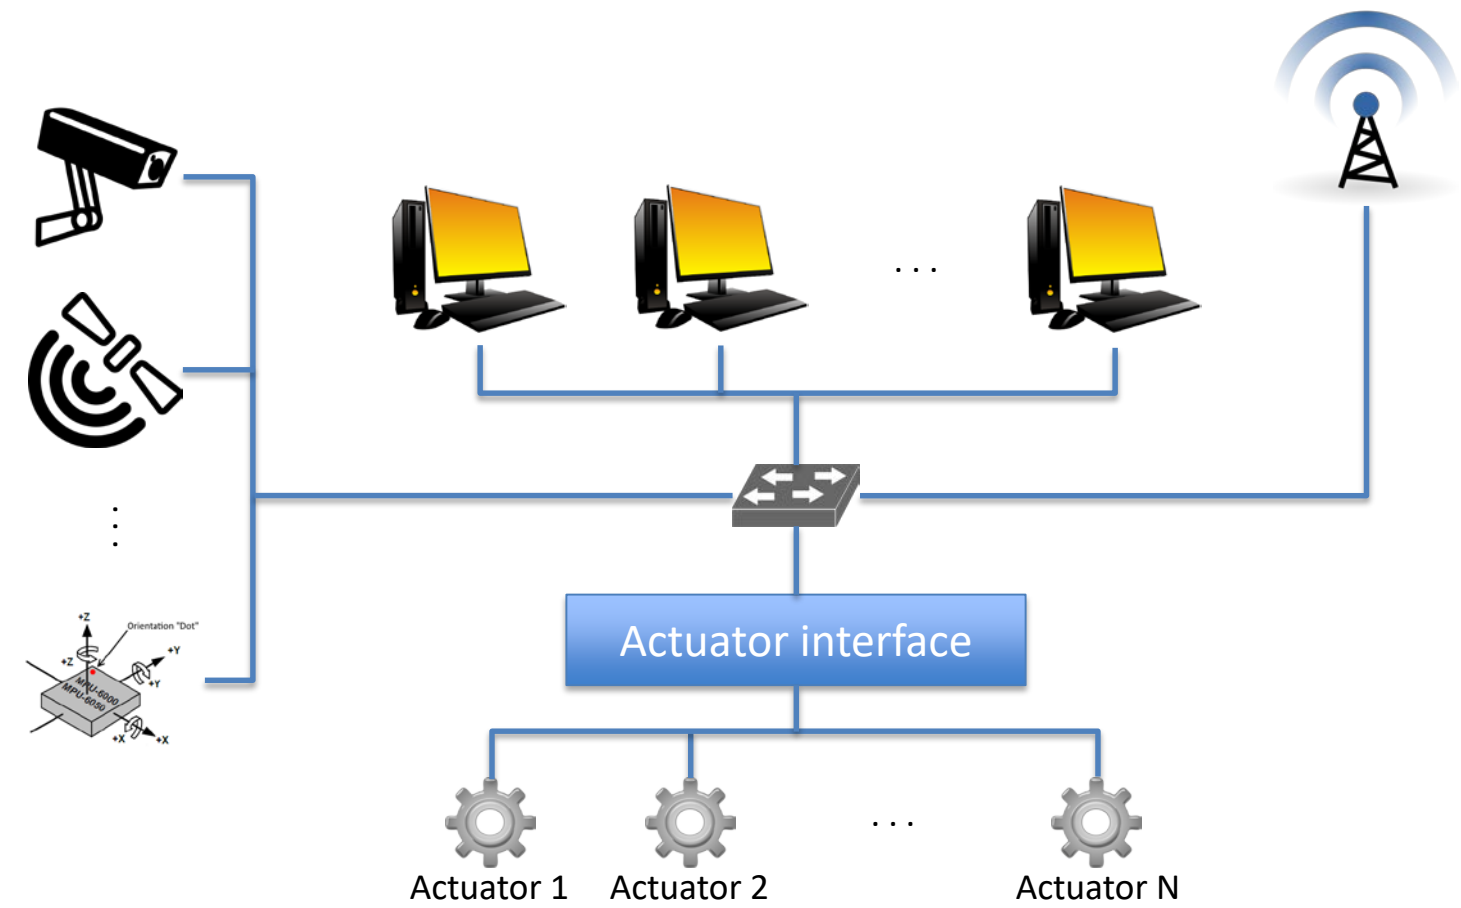 . . .
. . .
+Z
Orientation "Dot"
+Z
+Y
+Y
MPU-6000
MPU-6050
+X
+X
Actuator interface
. . .
Actuator 1
Actuator 2
Actuator N